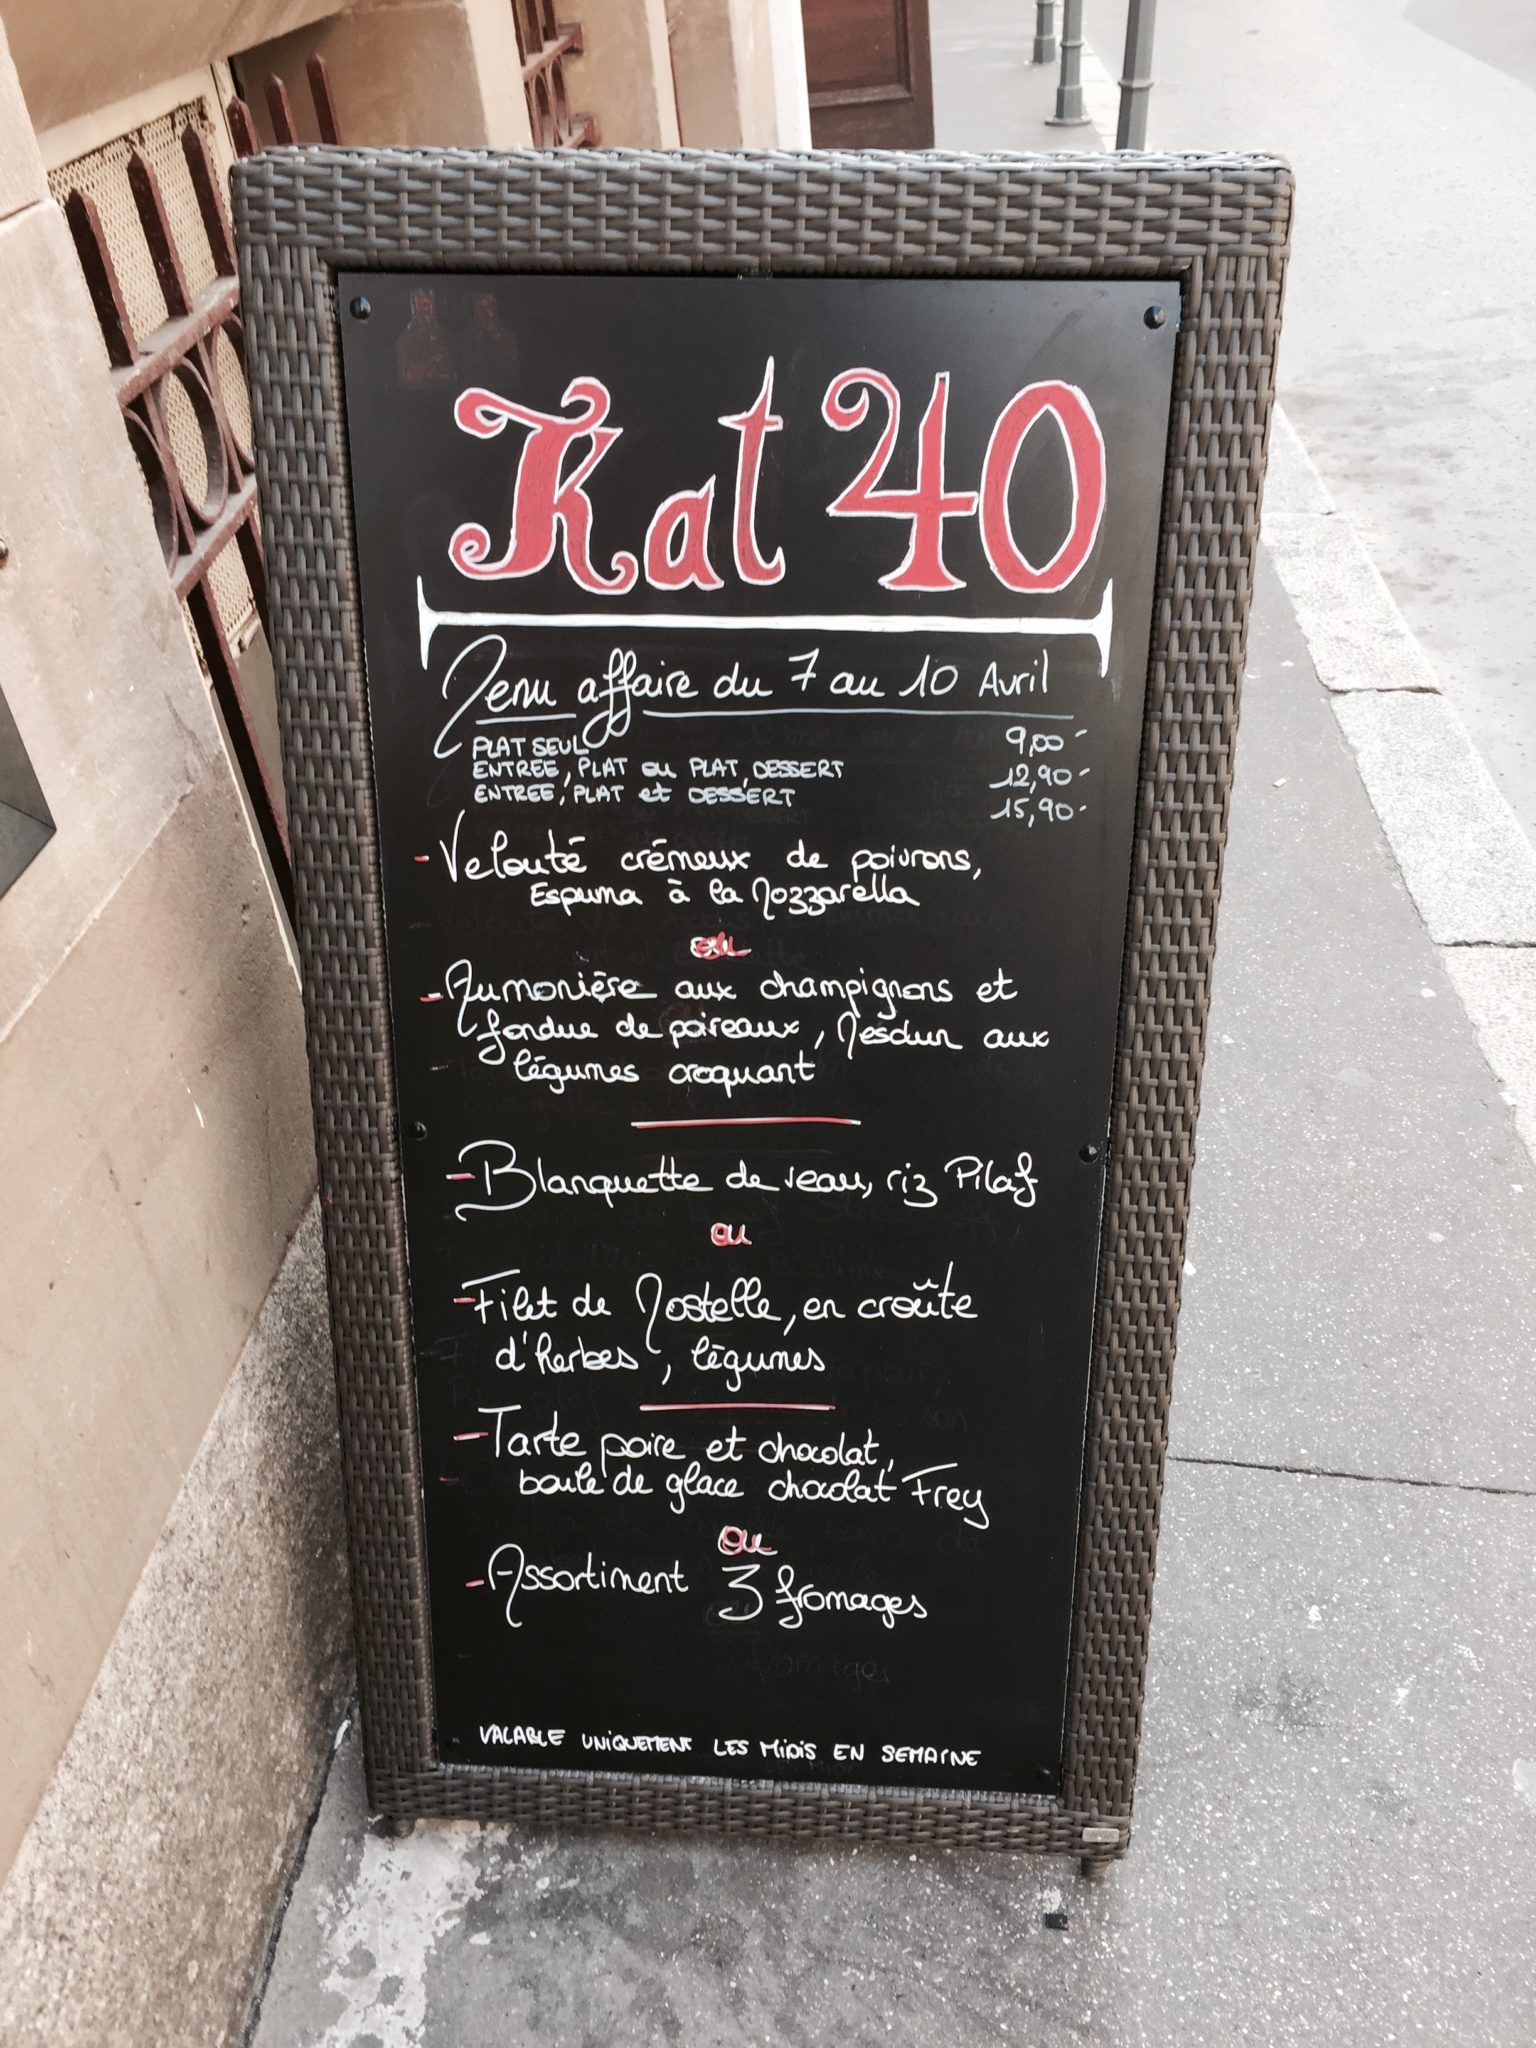 Kat 40
Menu affaire du 7 au 10 Avril
PLAT SEUL 9,00
ENTREE, PLAT ou PLAT, DESSERT 12,90
ENTREE, PLAT et DESSERT 15,90
- Velouté crémeux de poivrons,
Espuma à la Mozzarella
ou
- Aumonière aux champignons et
fondue de poireaux, Mesclun aux
légumes croquant
- Blanquette de veau, riz Pilaf
ou
- Filet de Mostelle, en croûte
d'herbes, légumes
- Tarte poire et chocolat,
boule de glace chocolat Frey
ou
- Assortiment 3 fromages
VALABLE UNIQUEMENT LES MIDIS EN SEMAINE